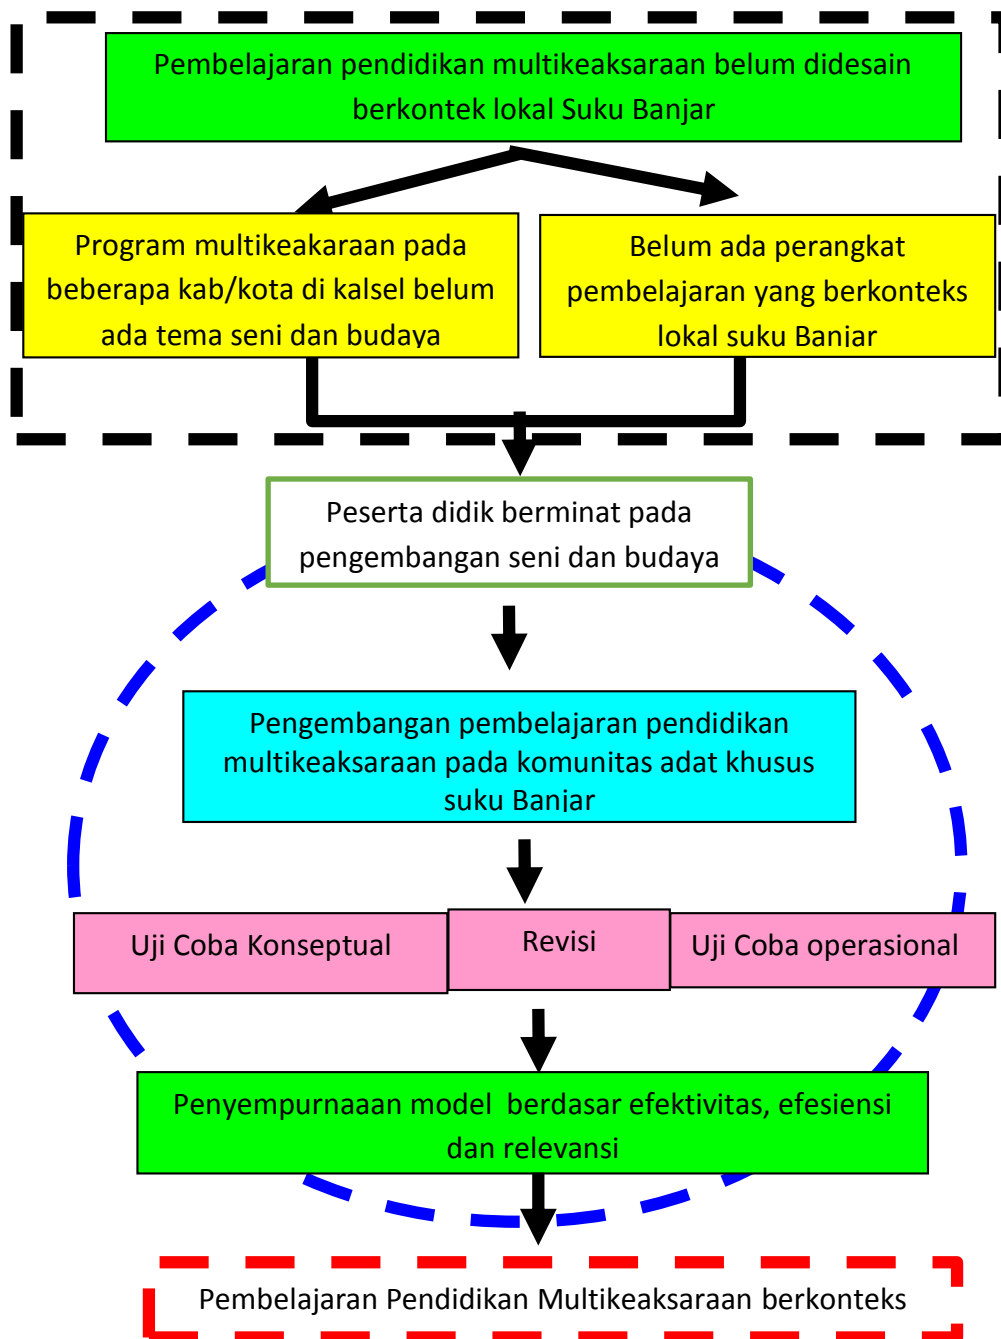 Pembelajaran pendidikan multikeaksaraan belum didesain
berkontek lokal Suku Banjar
Program multikeakaraan pada
beberapa kab/kota di kalsel belum
ada tema seni dan budaya
Belum ada perangkat
pembelajaran yang berkonteks
lokal suku Banjar
Peserta didik berminat pada
pengembangan seni dan budaya
Pengembangan pembelajaran pendidikan
multikeaksaraan pada komunitas adat khusus
suku Banjar
Uji Coba Konseptual
Revisi
Uji Coba operasional
Penyempurnaaan model berdasar efektivitas, efesiensi
dan relevansi
Pembelajaran Pendidikan Multikeaksaraan berkonteks